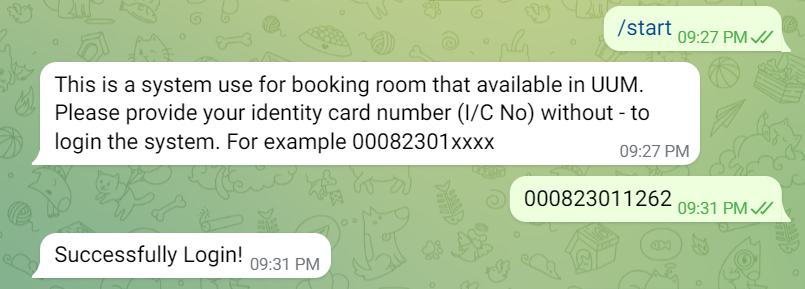 /start 09:27 PM
This is a system use for booking room that available in UUM.
Please provide your identity card number (I/C No) without - to
login the system. For example 00082301xxxx
09:27 PM
000823011262 09:31 PM
Successfully Login! 09:31 PM